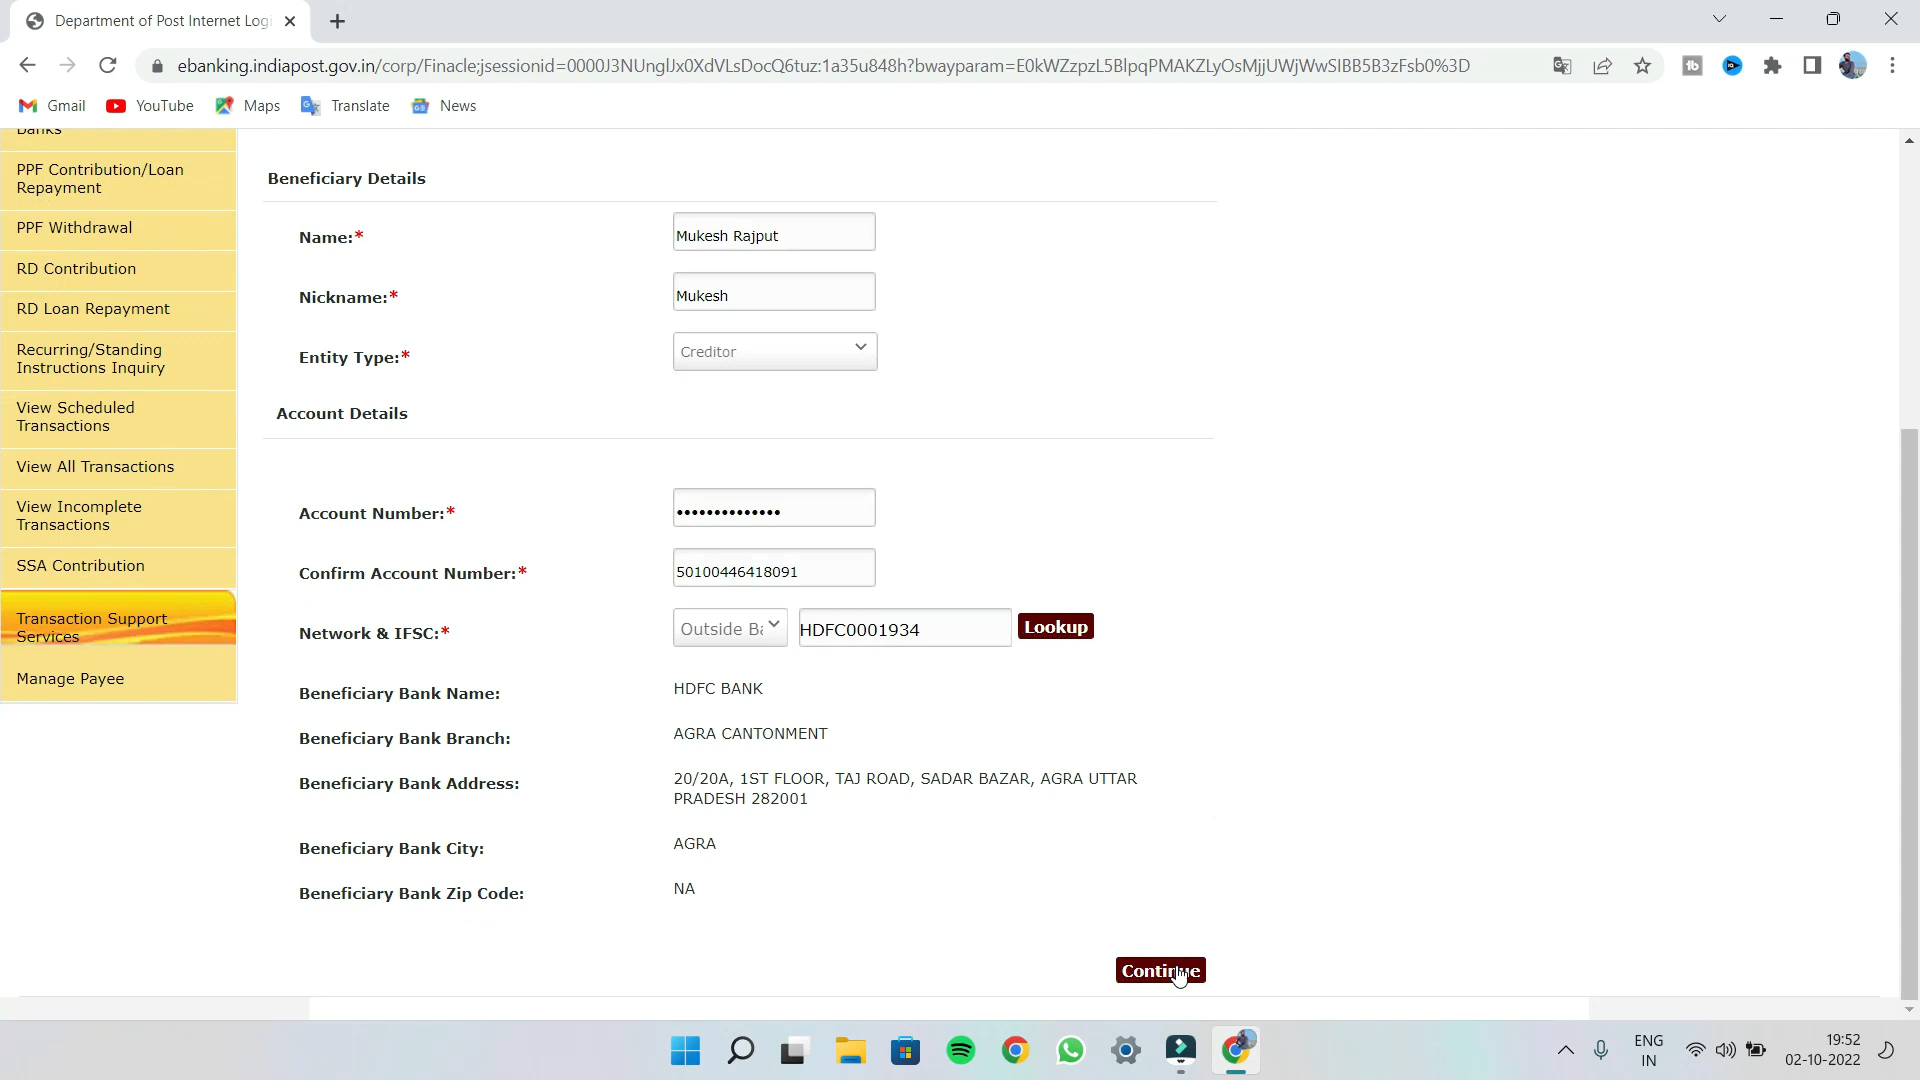 Department of Post Internet Logi
ebanking.indiapost.gov.in/corp/Finacle;jsessionid=0000J3NUnglJx0XdVLsDocQ6tuz:1a35u848h?bwayparam=E0kWZzpzL5BlpqPMAKZLyOsMjjUWjWwSIBB5B3zFsb0%3D
Gmail YouTube Maps Translate News
Banks
PPF Contribution/Loan
Repayment
PPF Withdrawal
RD Contribution
RD Loan Repayment
Recurring/Standing
Instructions Inquiry
View Scheduled
Transactions
View All Transactions
View Incomplete
Transactions
SSA Contribution
Transaction Support
Services
Manage Payee
Beneficiary Details
Name:* Mukesh Rajput
Nickname:* Mukesh
Entity Type:* Creditor
Account Details
Account Number:* ••••••••••••••
Confirm Account Number:* 50100446418091
Network & IFSC:* Outside Ba HDFC0001934 Lookup
Beneficiary Bank Name: HDFC BANK
Beneficiary Bank Branch: AGRA CANTONMENT
Beneficiary Bank Address: 20/20A, 1ST FLOOR, TAJ ROAD, SADAR BAZAR, AGRA UTTAR
PRADESH 282001
Beneficiary Bank City: AGRA
Beneficiary Bank Zip Code: NA
Continue
ENG
IN
19:52
02-10-2022